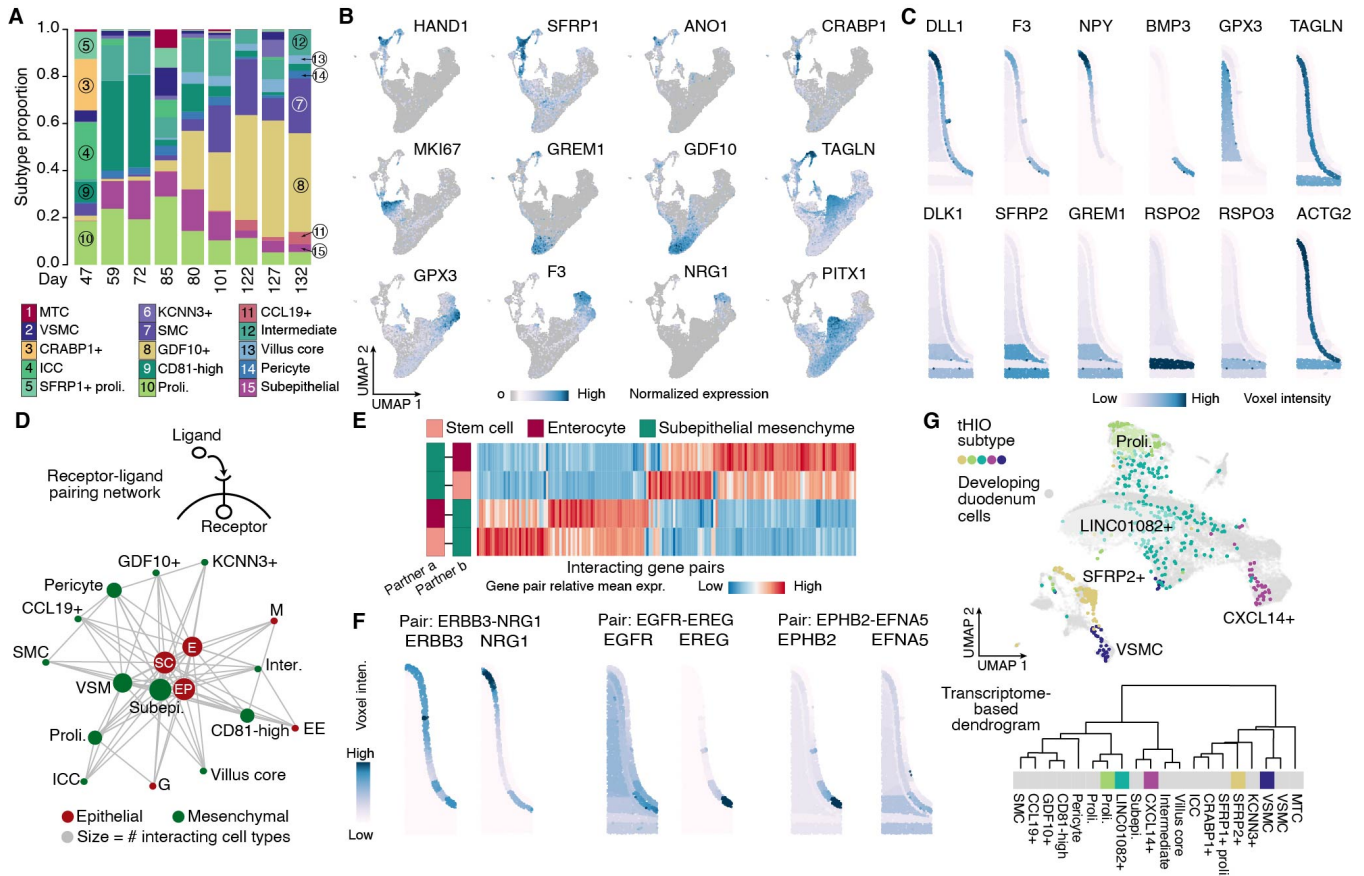 A
Subtype proportion
1.0
0.8
0.6
0.4
0.2
0.0
5
3
4
9
10
12
13
14
7
8
11
15
Day
47
59
72
85
80
101
122
127
132
1 MTC
2 VSMC
3 CRABP1+
4 ICC
5 SFRP1+ proli.
6 KCNN3+
7 SMC
8 GDF10+
9 CD81-high
10 Proli.
11 CCL19+
12 Intermediate
13 Villus core
14 Pericyte
15 Subepithelial
B
HAND1 SFRP1 ANO1 CRABP1
MKI67 GREM1 GDF10 TAGLN
GPX3 F3 NRG1 PITX1
UMAP 2
UMAP 1
0 High Normalized expression
C
DLL1 F3 NPY BMP3 GPX3 TAGLN
DLK1 SFRP2 GREM1 RSPO2 RSPO3 ACTG2
Low High Voxel intensity
D
Ligand
Receptor-ligand
pairing network
Receptor
GDF10+
KCNN3+
Pericyte
CCL19+
M
E
SC
SMC
Inter.
VSM
EP
Subepi.
CD81-high
EE
Proli.
ICC
G
Villus core
Epithelial
Mesenchymal
Size = # interacting cell types
E
Stem cell Enterocyte Subepithelial mesenchyme
Partner a
Partner b
Interacting gene pairs
Gene pair relative mean expr. Low High
F
Pair: ERBB3-NRG1
ERBB3 NRG1
Pair: EGFR-EREG
EGFR EREG
Pair: EPHB2-EFNA5
EPHB2 EFNA5
Voxel inten.
High
Low
G
tHIO
subtype
Developing
duodenum
cells
Proli.
LINC01082+
SFRP2+
CXCL14+
VSMC
UMAP 2
UMAP 1
Transcriptome-
based
dendrogram
SMC
CCL19+
GDF10+
CD81-high
Pericyte
Proli.
Proli.
LINC01082+
Subepi.
CXCL14+
Intermediate
Villus core
ICC
CRABP1+
SFRP1+ proli
SFRP2+
KCNN3+
VSMC
VSMC
MTC